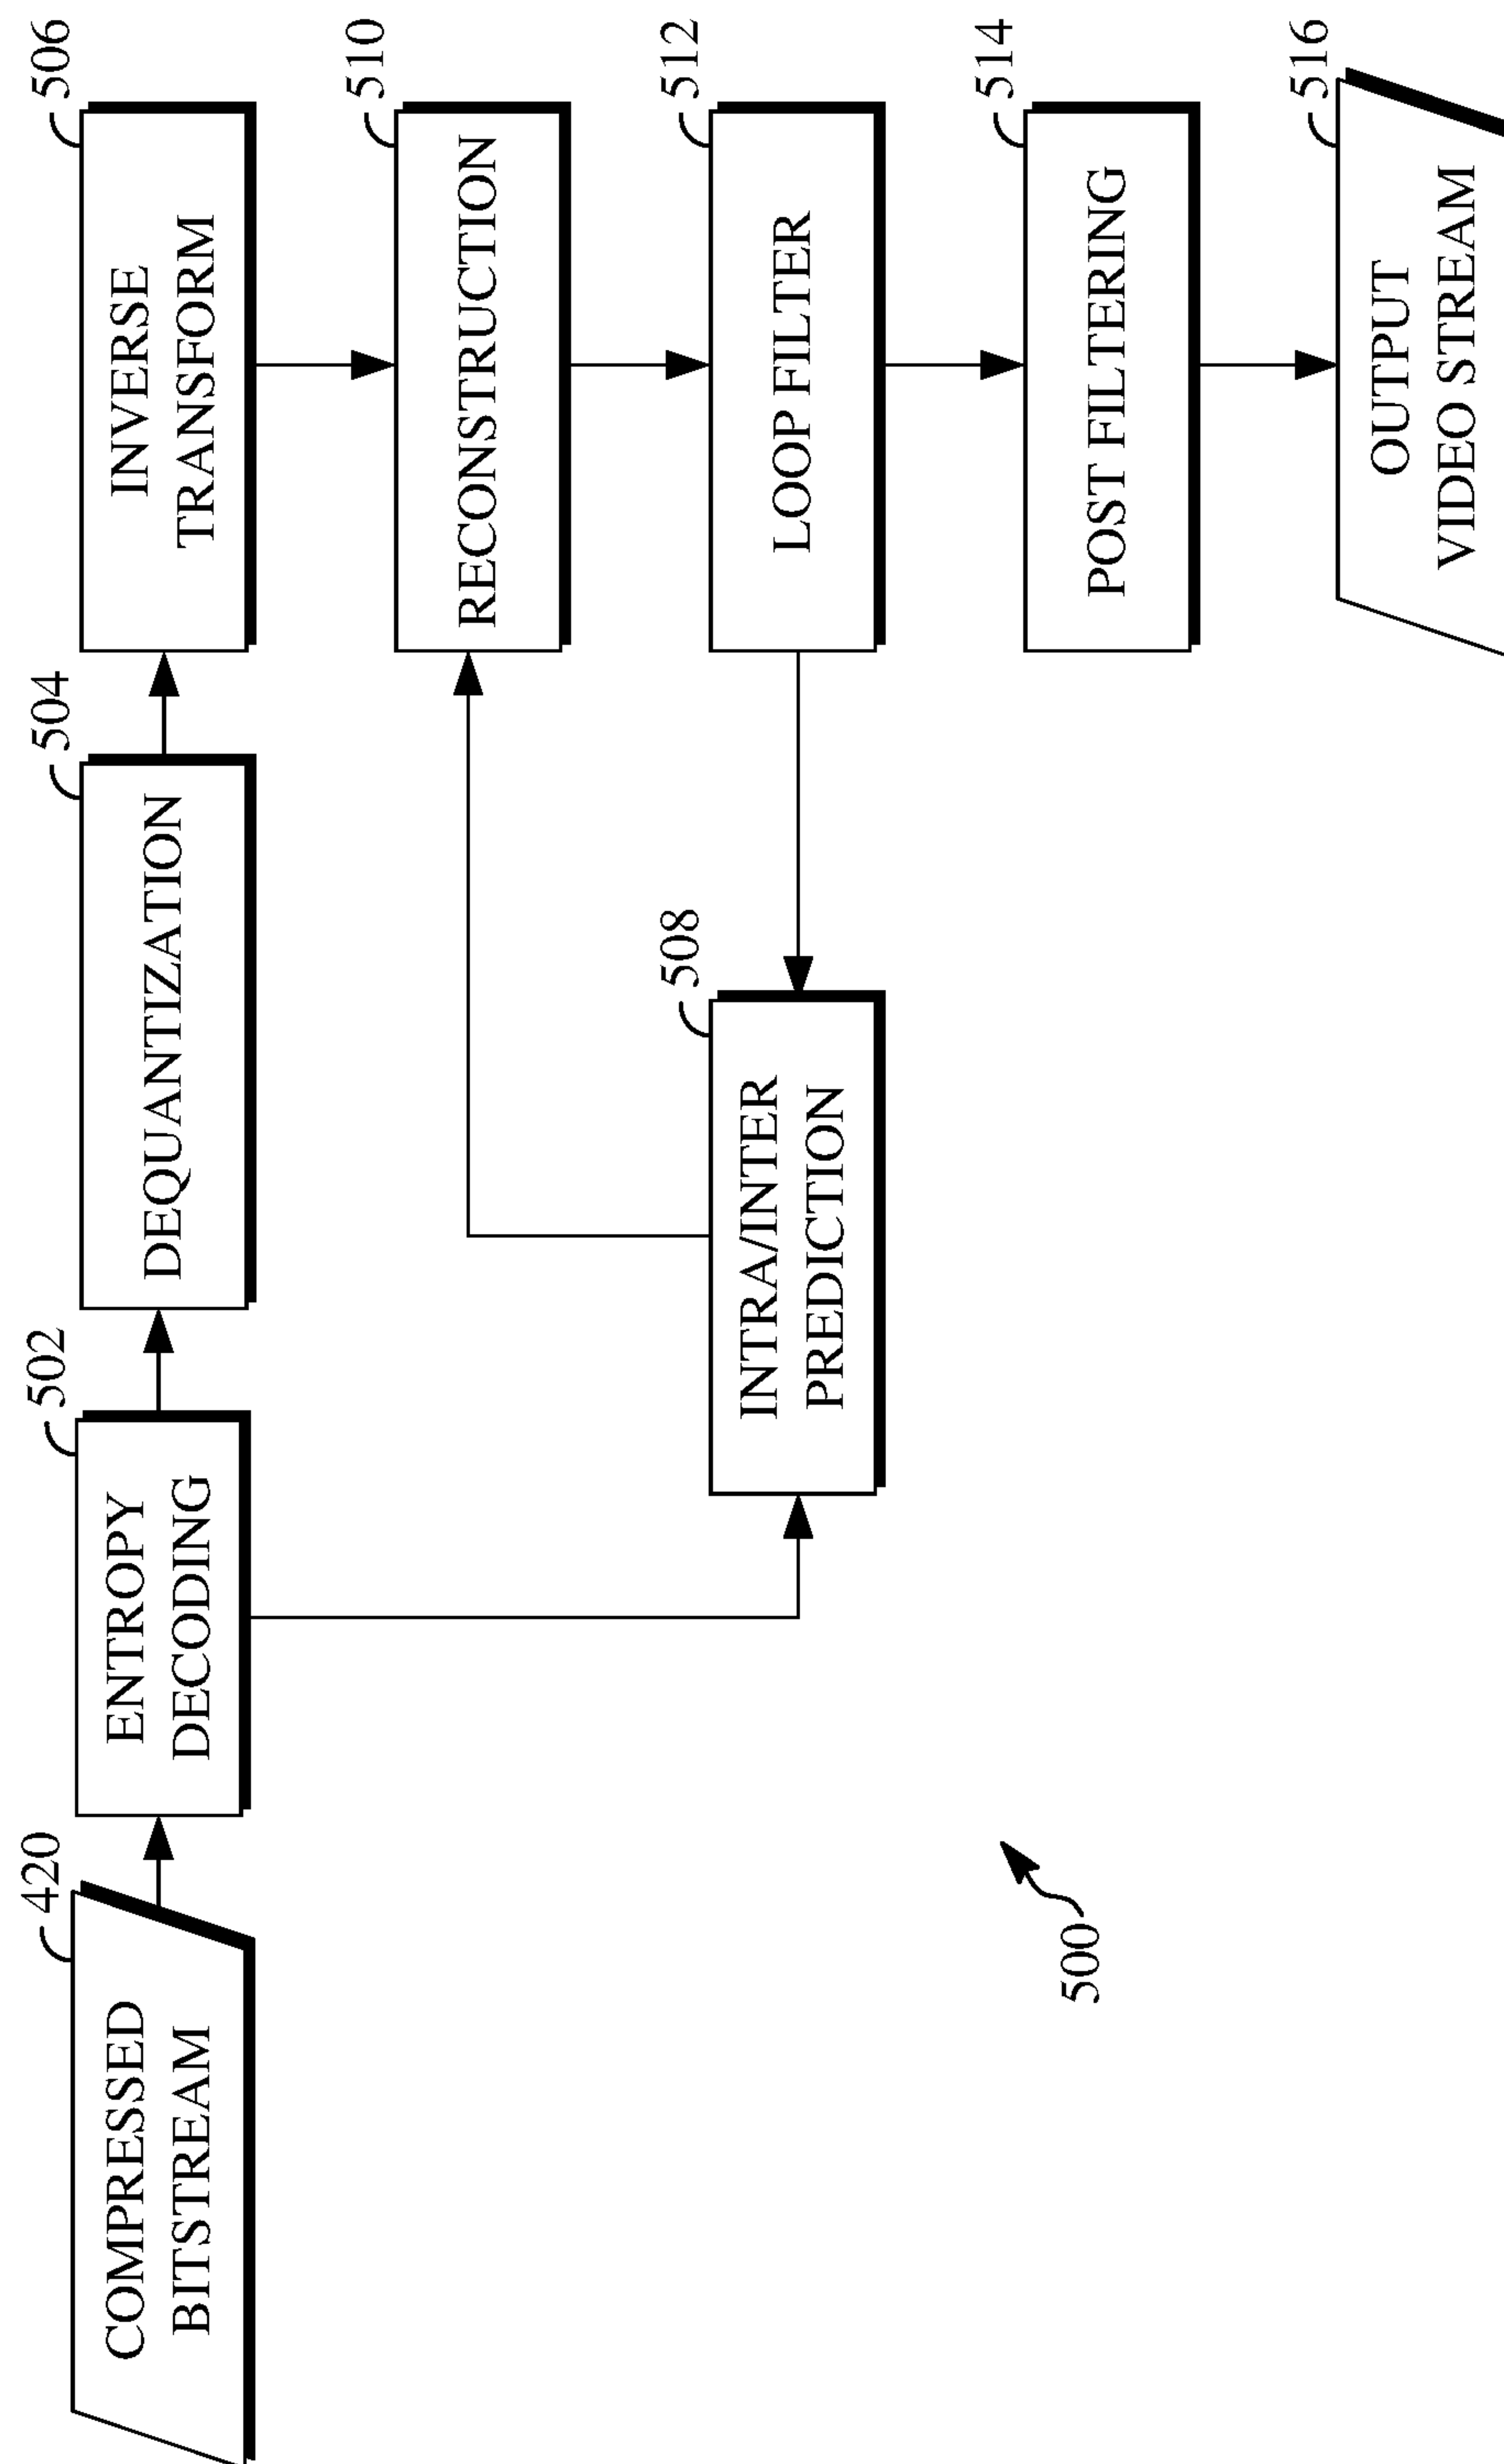 420
COMPRESSED
BITSTREAM
502
ENTROPY
DECODING
504
DEQUANTIZATION
506
INVERSE
TRANSFORM
508
INTRA/INTER
PREDICTION
510
RECONSTRUCTION
512
LOOP FILTER
514
POST FILTERING
516
OUTPUT
VIDEO STREAM
500